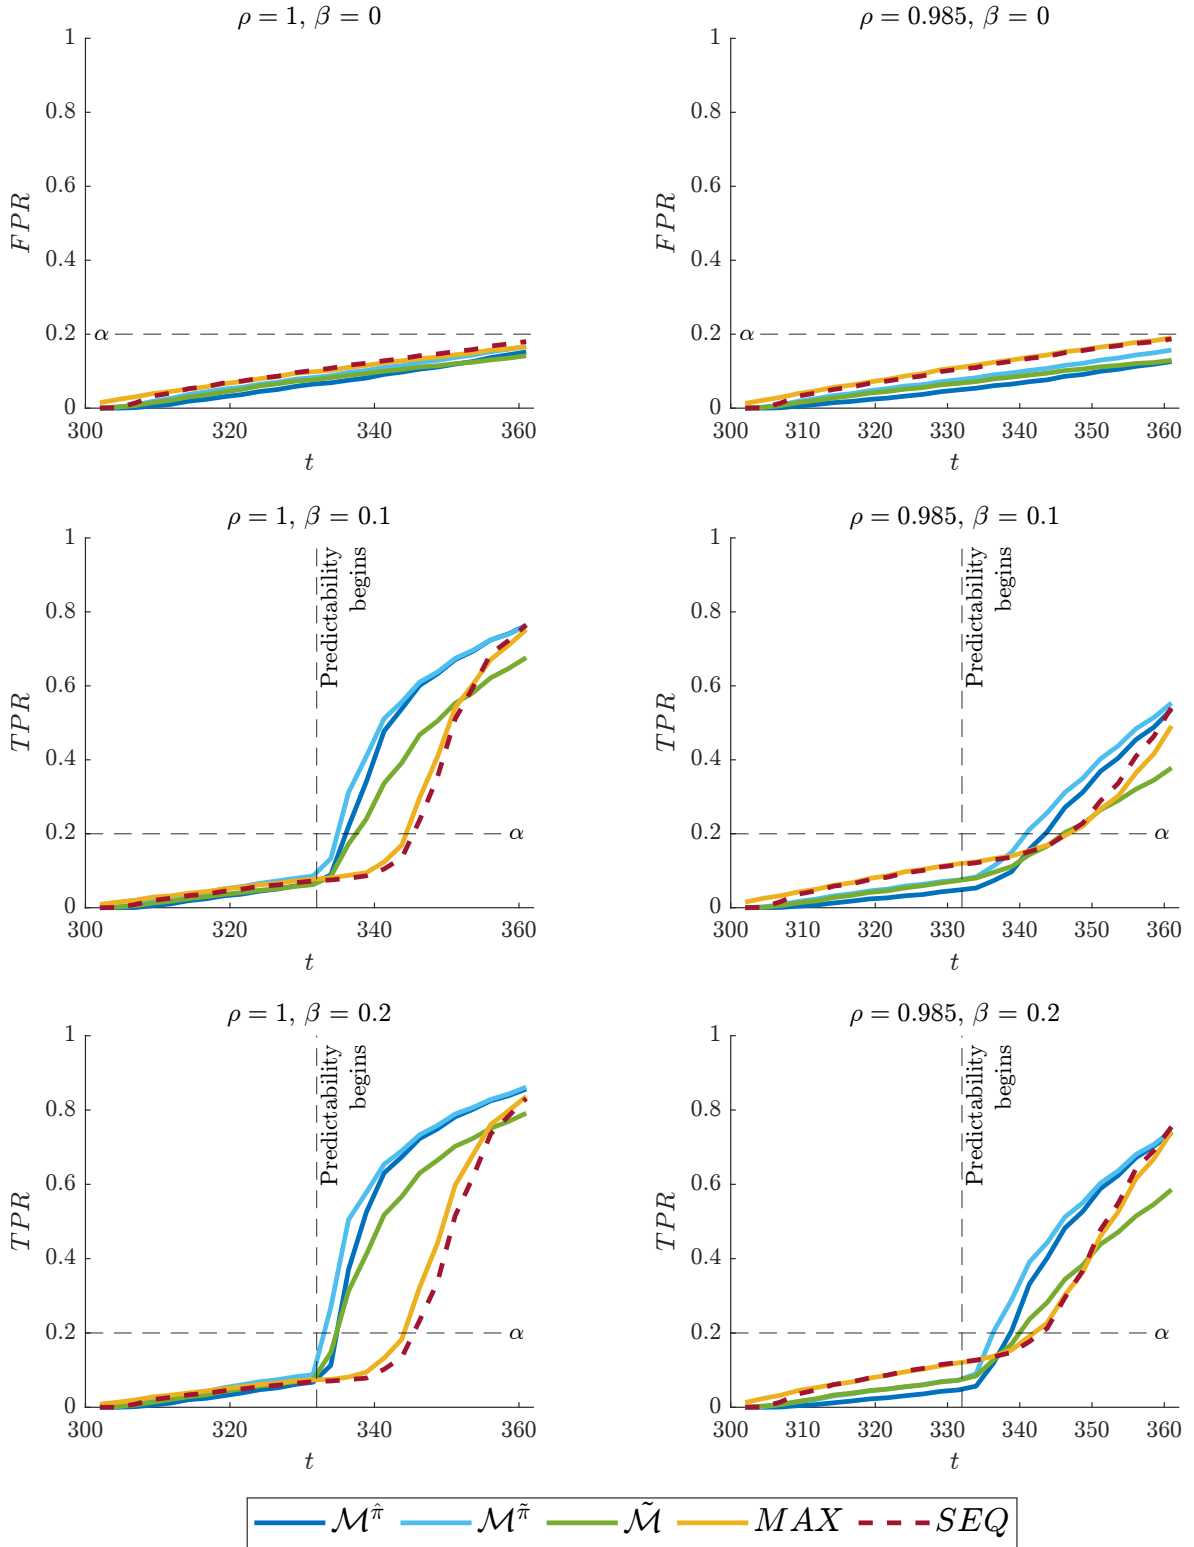 ρ = 1, β = 0
1
0.8
0.6
0.4
0.2
0
FPR
α
300 320 340 360
t
ρ = 0.985, β = 0
1
0.8
0.6
0.4
0.2
0
FPR
α
300 310 320 330 340 350 360
t
ρ = 1, β = 0.1
1
0.8
0.6
0.4
0.2
0
TPR
Predictability
begins
α
300 320 340 360
t
ρ = 0.985, β = 0.1
1
0.8
0.6
0.4
0.2
0
TPR
Predictability
begins
α
300 310 320 330 340 350 360
t
ρ = 1, β = 0.2
1
0.8
0.6
0.4
0.2
0
TPR
Predictability
begins
α
300 320 340 360
t
ρ = 0.985, β = 0.2
1
0.8
0.6
0.4
0.2
0
TPR
Predictability
begins
α
300 310 320 330 340 350 360
t
ℳ^π̂ ℳ^π̃ ℳ̃ MAX SEQ